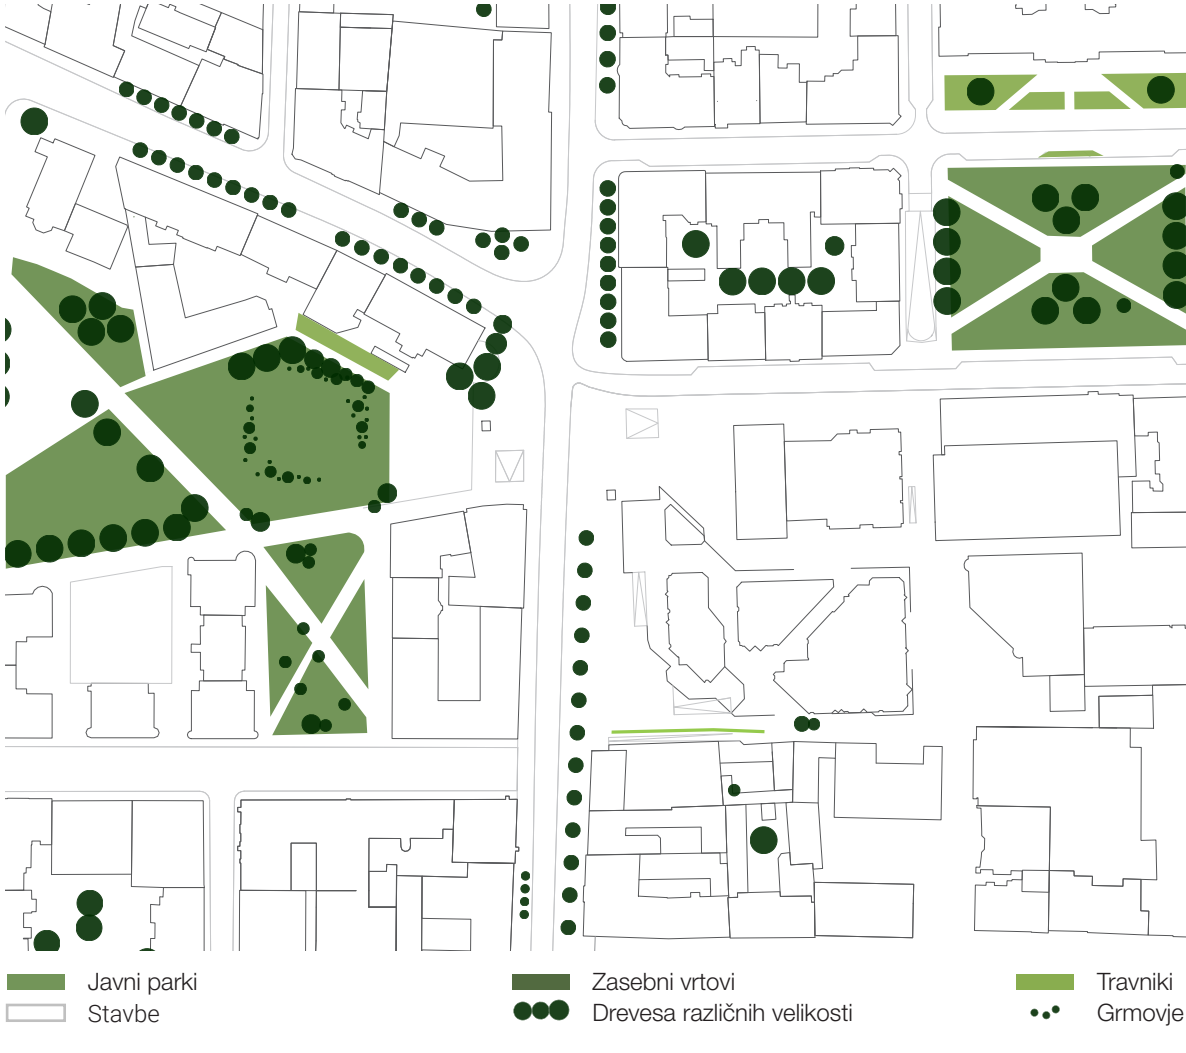 Javni parki
Zasebni vrtovi
Travniki
Stavbe
Drevesa različnih velikosti
Grmovje